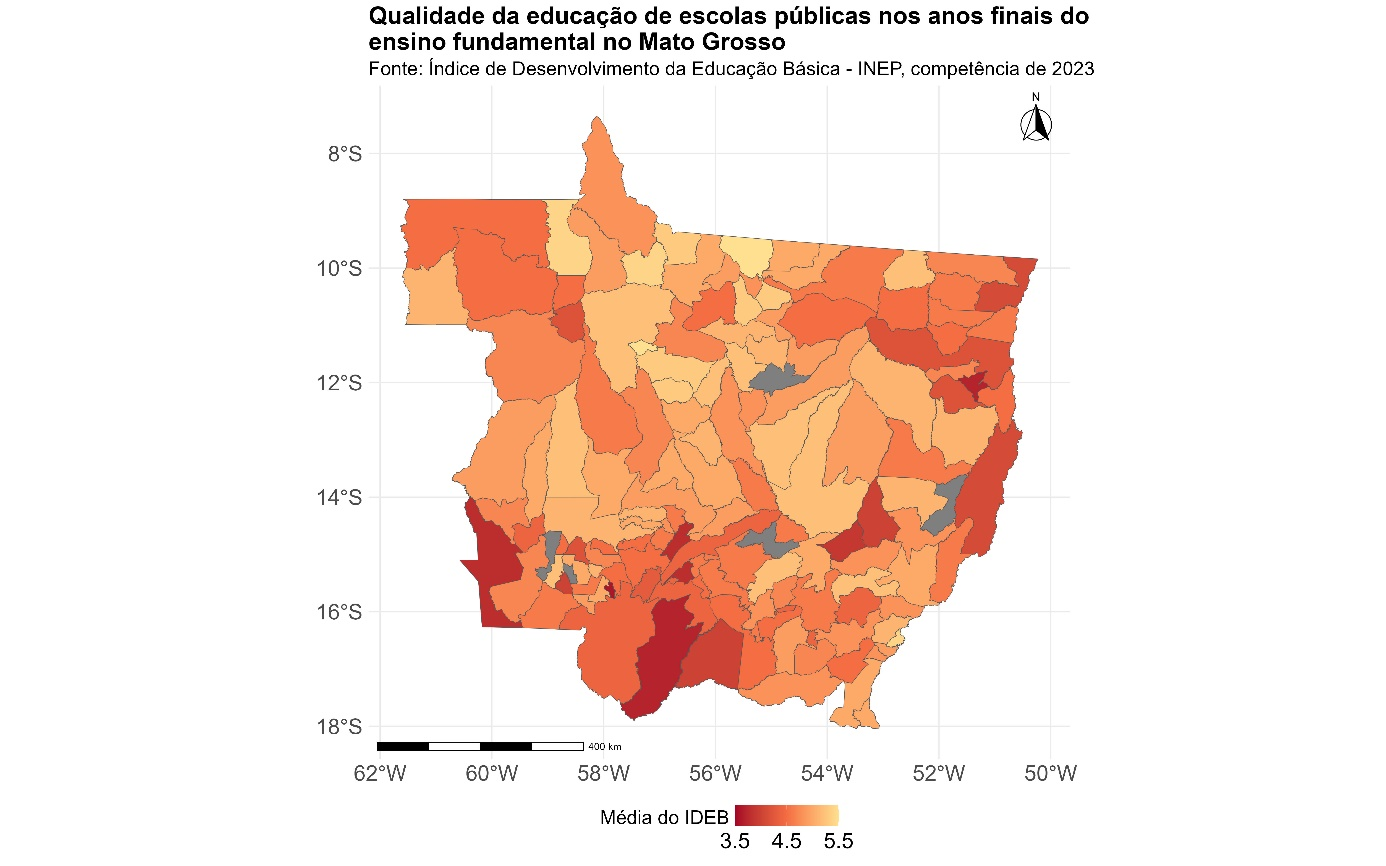 Qualidade da educação de escolas públicas nos anos finais do
ensino fundamental no Mato Grosso
Fonte: Índice de Desenvolvimento da Educação Básica - INEP, competência de 2023
N
8°S
10°S
12°S
14°S
16°S
18°S
400 km
62°W 60°W 58°W 56°W 54°W 52°W 50°W
Média do IDEB
3.5 4.5 5.5